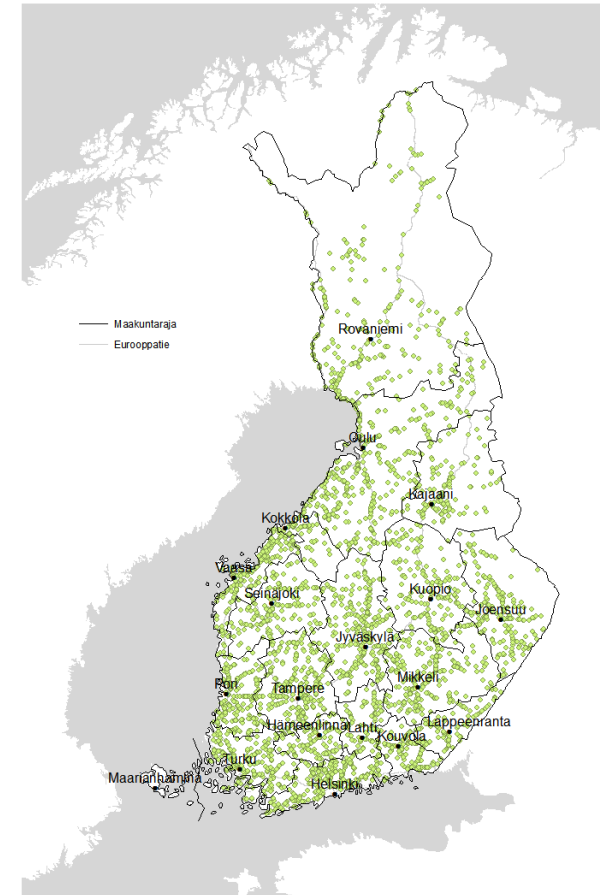 Maakuntaraja
Eurooppatie
Rovaniemi
Oulu
Kajaani
Kokkola
Vaasa
Seinäjoki
Kuopio
Joensuu
Jyväskylä
Mikkeli
Pori
Tampere
Hämeenlinna
Lahti
Lappeenranta
Kouvola
Turku
Maarianhamina
Helsinki